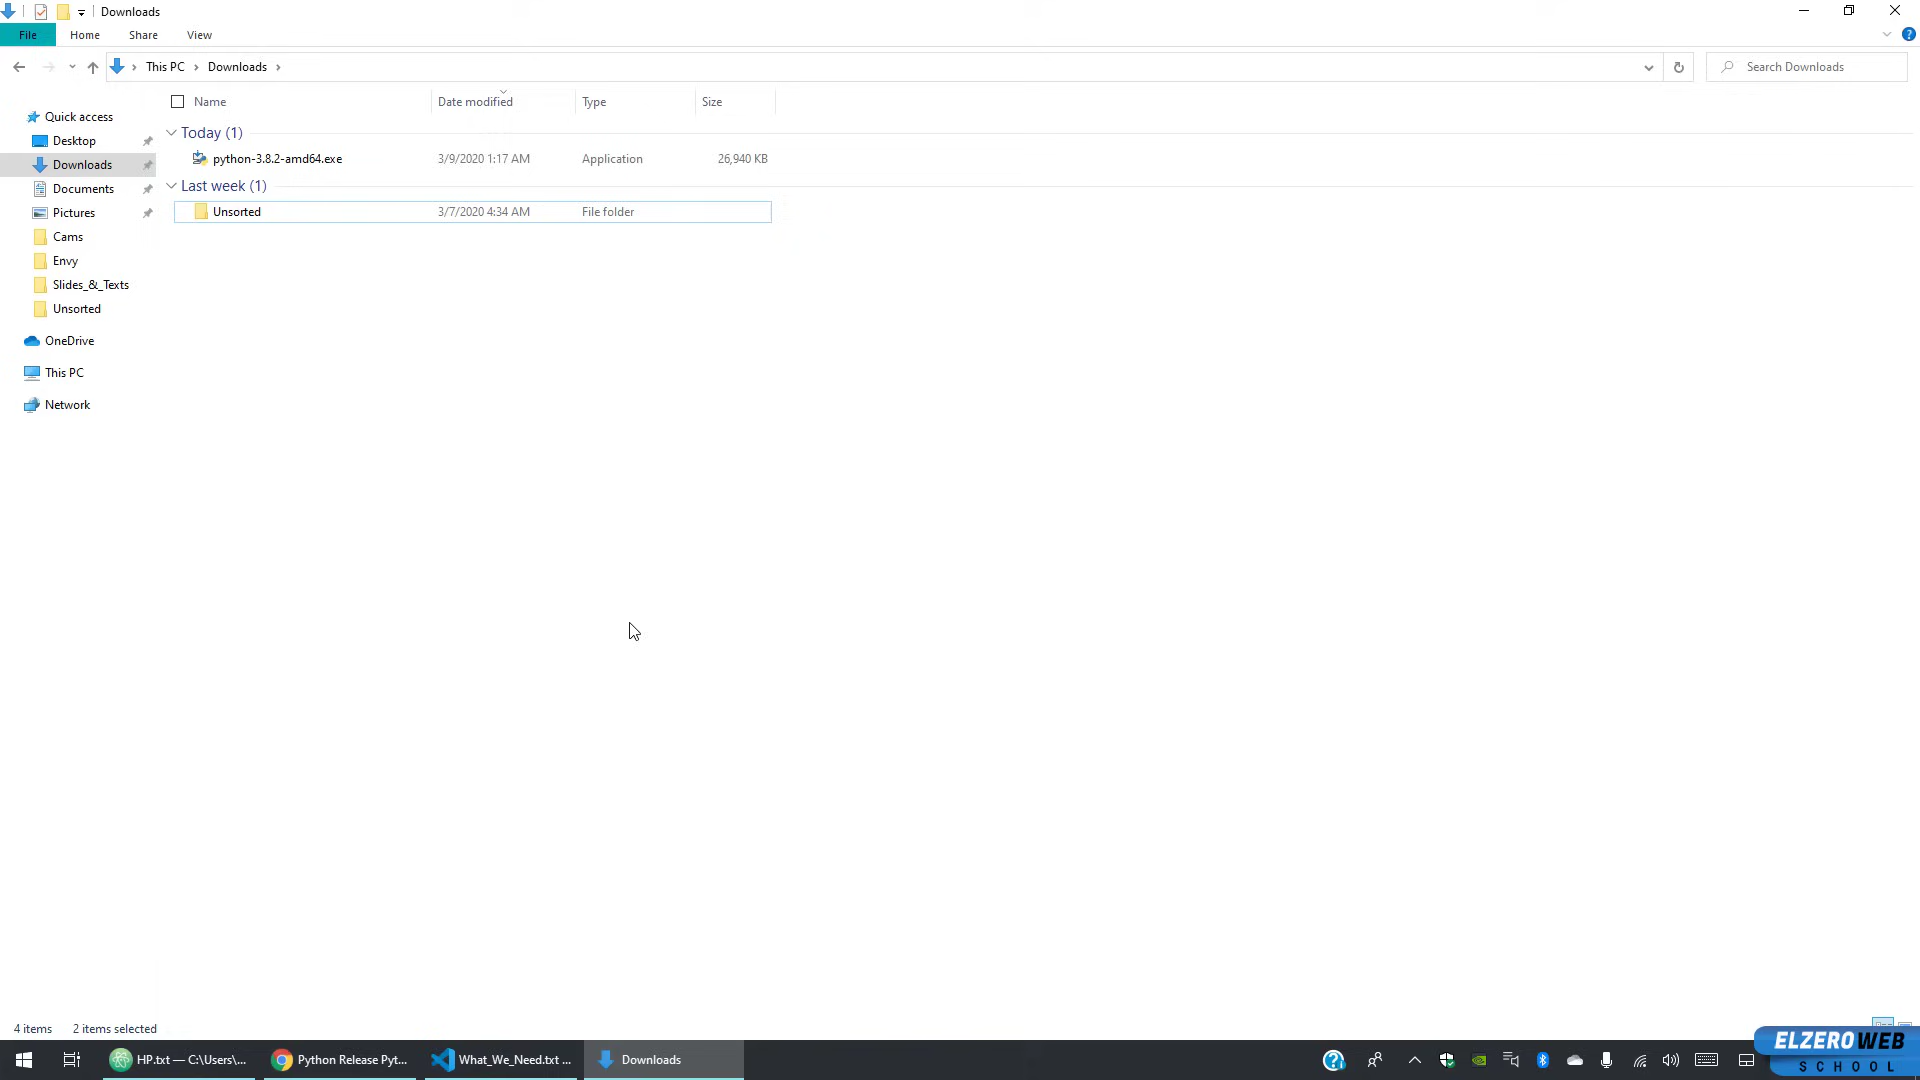 Downloads
File Home Share View
This PC Downloads
Search Downloads
Name Date modified Type Size
Quick access
Desktop
Downloads
Documents
Pictures
Cams
Envy
Slides_&_Texts
Unsorted
OneDrive
This PC
Network
Today (1)
python-3.8.2-amd64.exe 3/9/2020 1:17 AM Application 26,940 KB
Last week (1)
Unsorted 3/7/2020 4:34 AM File folder
4 items 2 items selected
HP.txt — C:\Users\... Python Release Pyt... What_We_Need.txt ... Downloads
ELZEROWEB
SCHOOL